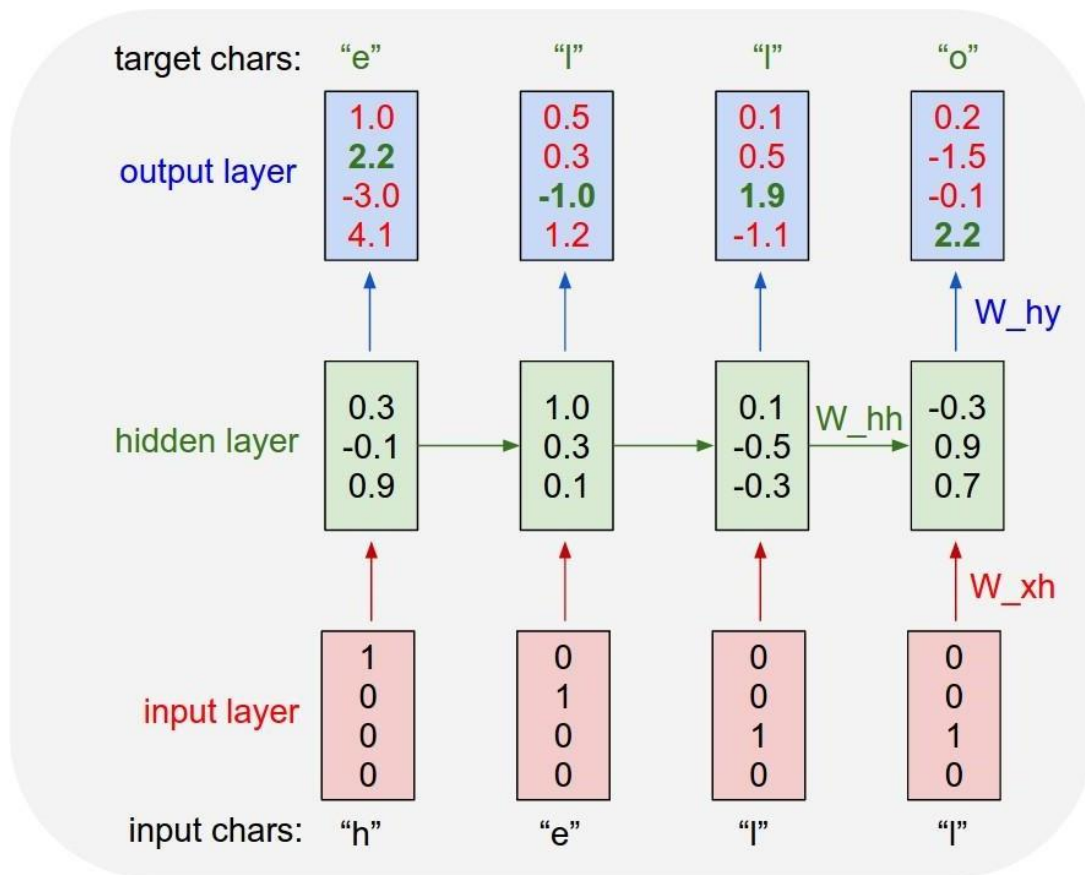 target chars: “e” “l” “l” “o”
1.0 0.5 0.1 0.2
2.2 0.3 0.5 -1.5
output layer
-3.0 -1.0 1.9 -0.1
4.1 1.2 -1.1 2.2
W_hy
0.3 1.0 0.1 -0.3
W_hh
hidden layer -0.1 0.3 -0.5 0.9
0.9 0.1 -0.3 0.7
W_xh
1 0 0 0
0 1 0 0
input layer
0 0 1 1
0 0 0 0
input chars: “h” “e” “l” “l”